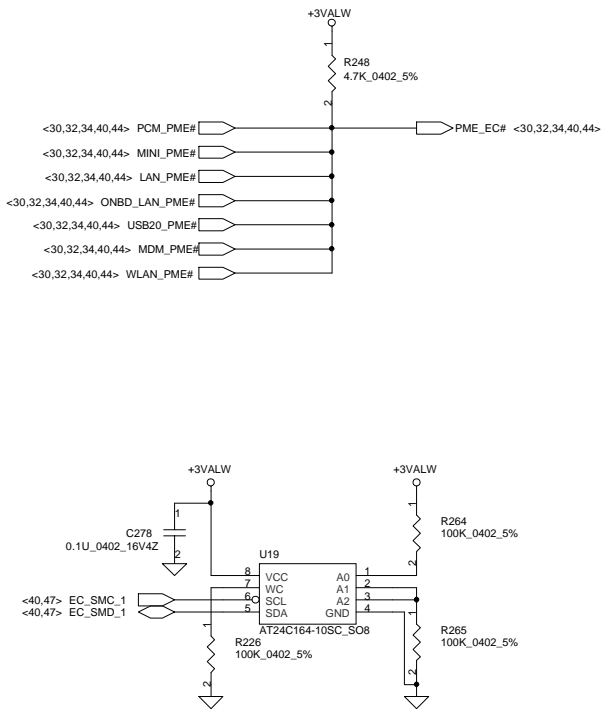 +3VALW
1
R248
4.7K_0402_5%
2
<30,32,34,40,44> PCM_PME#
PME_EC# <30,32,34,40,44>
<30,32,34,40,44> MINI_PME#
<30,32,34,40,44> LAN_PME#
<30,32,34,40,44> ONBD_LAN_PME#
<30,32,34,40,44> USB20_PME#
<30,32,34,40,44> MDM_PME#
<30,32,34,40,44> WLAN_PME#
+3VALW
+3VALW
1
C278
0.1U_0402_16V4Z
2
1
R264
100K_0402_5%
2
U19
8 VCC A0 1
7 WC A1 2
<40,47> EC_SMC_1 6 SCL A2 3
<40,47> EC_SMD_1 5 SDA GND 4
AT24C164-10SC_SO8
1
R226
100K_0402_5%
2
1
R265
100K_0402_5%
2